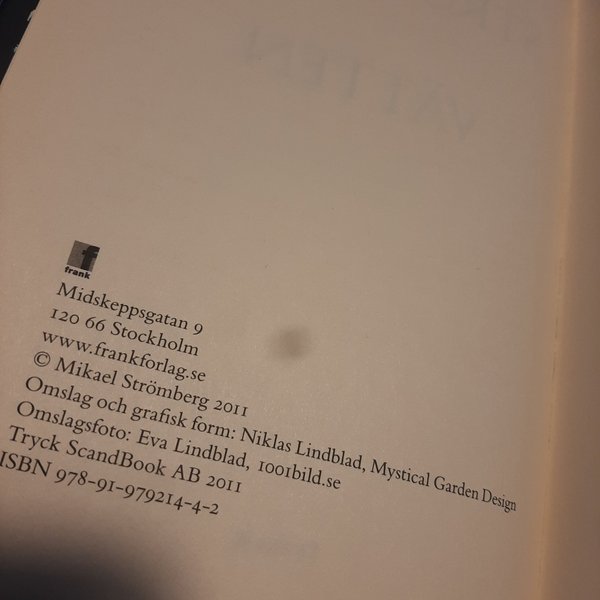 f
frank
Midskeppsgatan 9
120 66 Stockholm
www.frankforlag.se
© Mikael Strömberg 2011
Omslag och grafisk form: Niklas Lindblad, Mystical Garden Design
Omslagsfoto: Eva Lindblad, 1001bild.se
Tryck ScandBook AB 2011
ISBN 978-91-979214-4-2